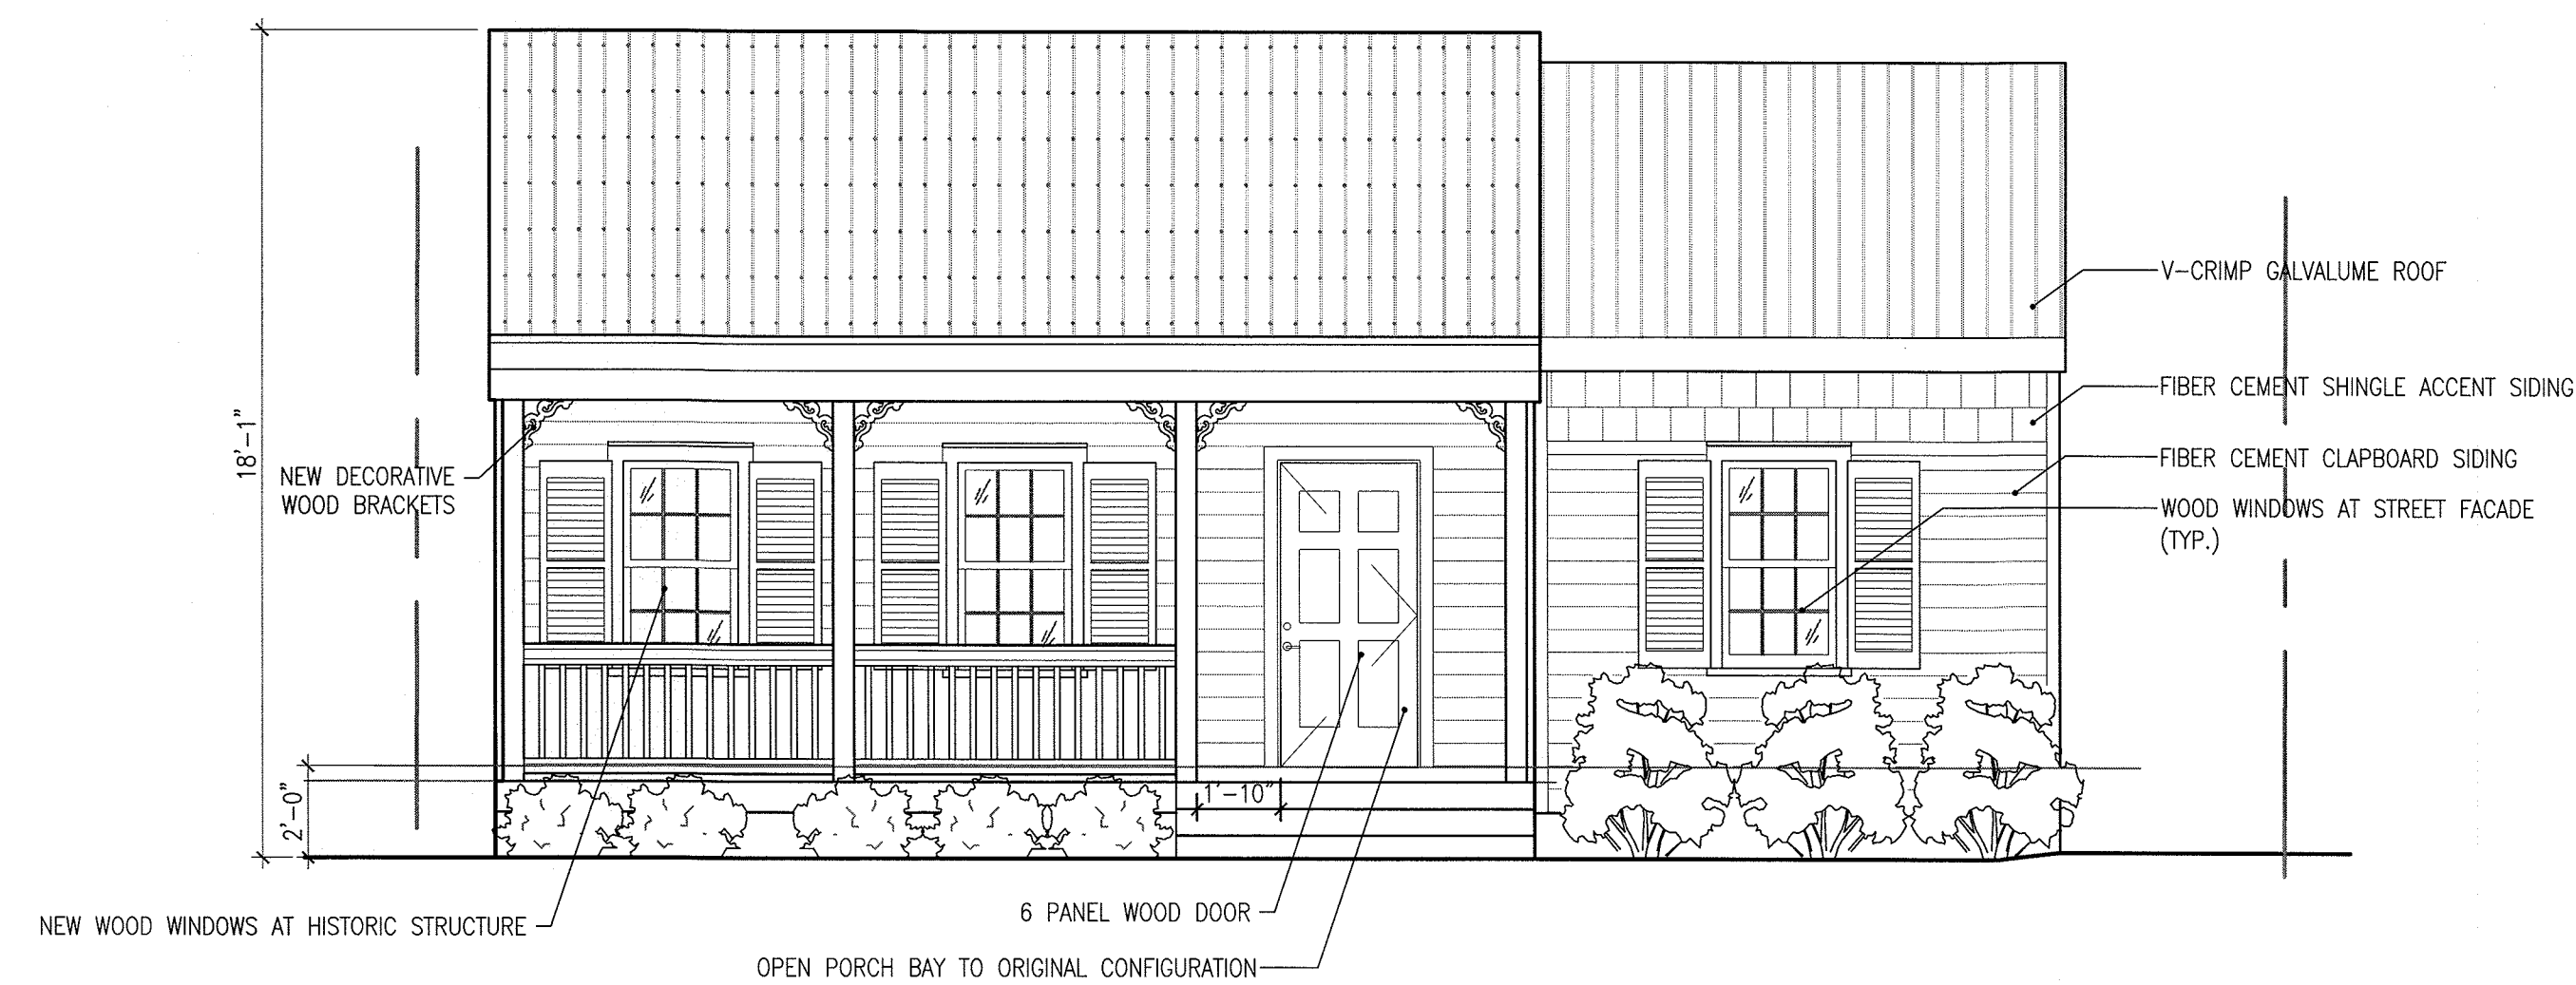 18'-1"
V-CRIMP GALVALUME ROOF
FIBER CEMENT SHINGLE ACCENT SIDING
NEW DECORATIVE
WOOD BRACKETS
FIBER CEMENT CLAPBOARD SIDING
WOOD WINDOWS AT STREET FACADE
(TYP.)
2'-0"
1'-10"
NEW WOOD WINDOWS AT HISTORIC STRUCTURE
6 PANEL WOOD DOOR
OPEN PORCH BAY TO ORIGINAL CONFIGURATION